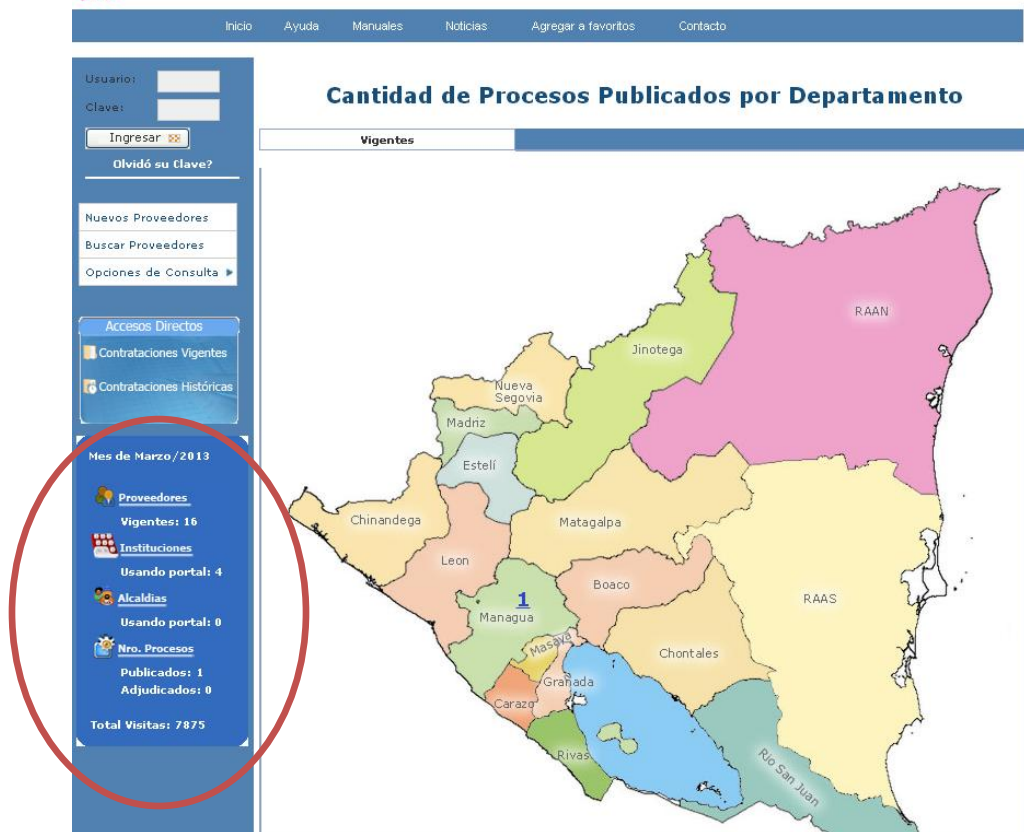 Inicio Ayuda Manuales Noticias Agregar a favoritos Contacto
Usuario:
Clave:
Ingresar
Olvidó su Clave?
Nuevos Proveedores
Buscar Proveedores
Opciones de Consulta
Accesos Directos
Contrataciones Vigentes
Contrataciones Históricas
Mes de Marzo/2013
Proveedores
Vigentes: 16
Instituciones
Usando portal: 4
Alcaldias
Usando portal: 0
Nro. Procesos
Publicados: 1
Adjudicados: 0
Total Visitas: 7875
Cantidad de Procesos Publicados por Departamento
Vigentes
RAAN
Jinotega
Nueva
Segovia
Madriz
Estelí
Chinandega
Matagalpa
Leon
Boaco
1
Managua
RAAS
Masaya
Chontales
Granada
Carazo
Rivas
Rio San Juan